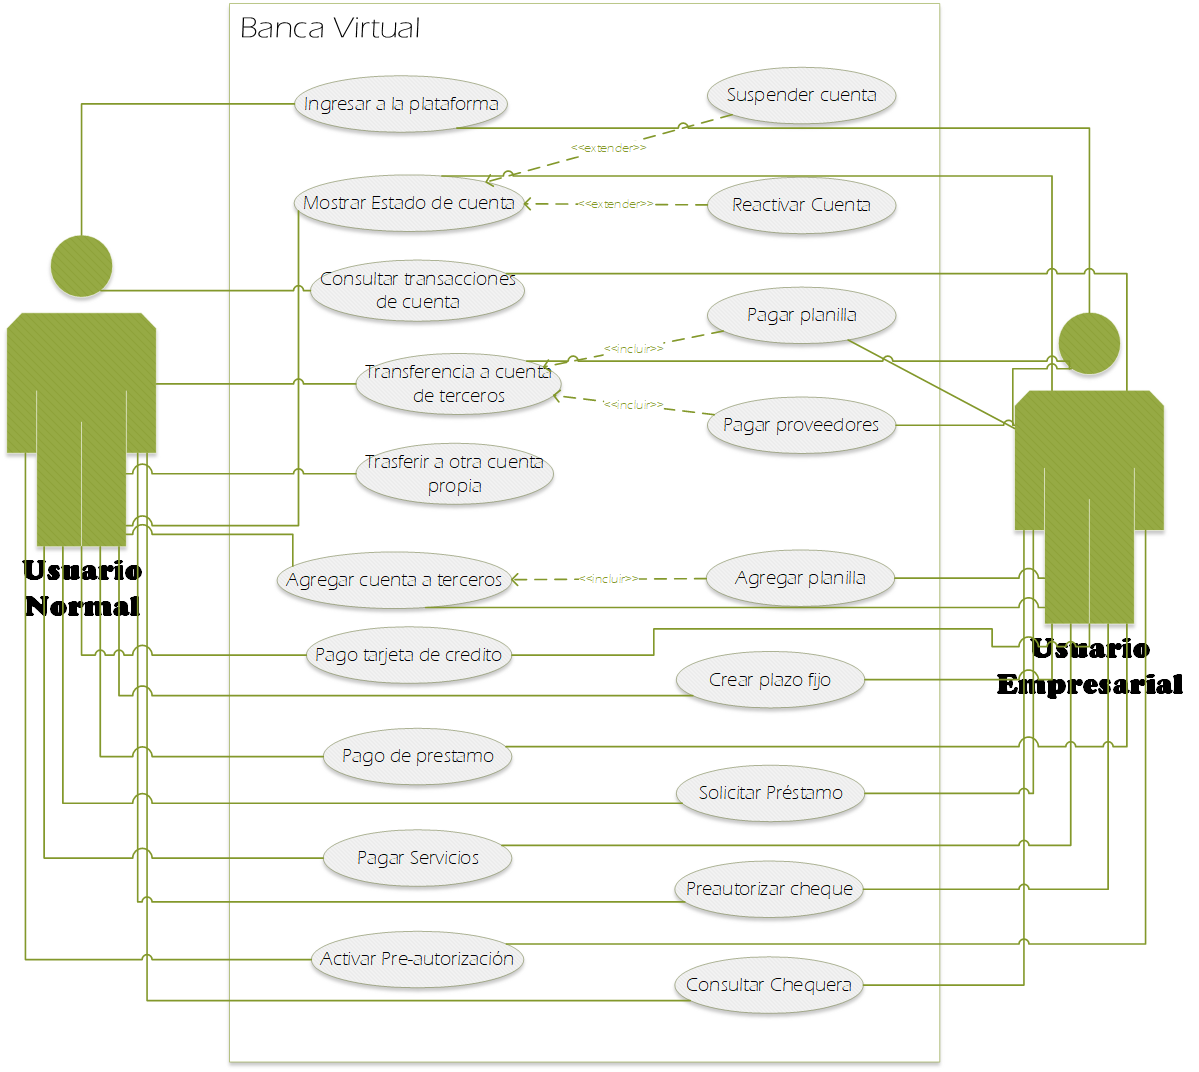 Banca Virtual
Ingresar a la plataforma
Suspender cuenta
<<extender>>
Mostrar Estado de cuenta
<<extender>>
Reactivar Cuenta
Consultar transacciones
de cuenta
Pagar planilla
<<incluir>>
Transferencia a cuenta
de terceros
<<incluir>>
Pagar proveedores
Trasferir a otra cuenta
propia
Usuario
Normal
Agregar cuenta a terceros
<<incluir>>
Agregar planilla
Usuario
Empresarial
Pago tarjeta de credito
Crear plazo fijo
Pago de prestamo
Solicitar Préstamo
Pagar Servicios
Preautorizar cheque
Activar Pre-autorización
Consultar Chequera